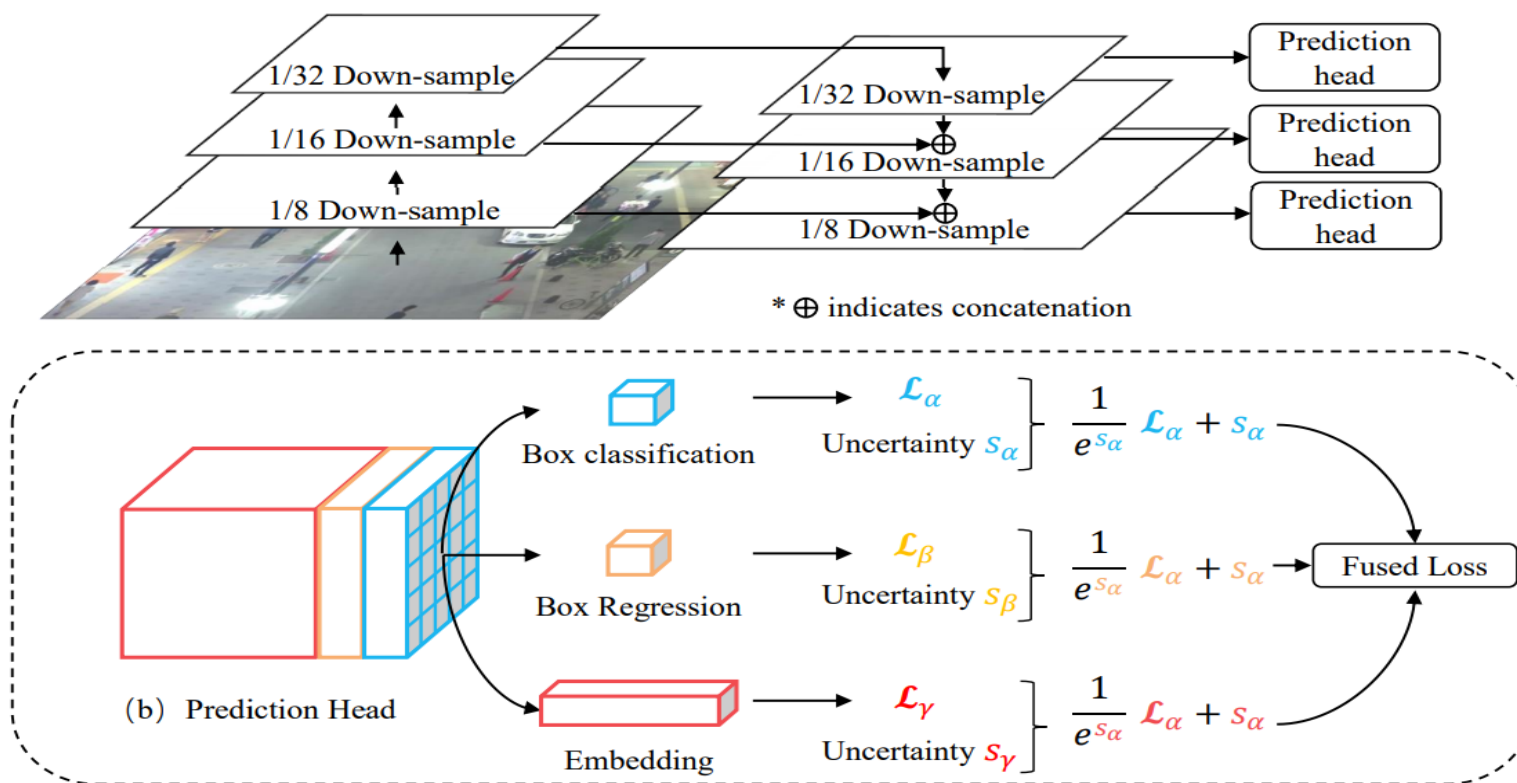 1/32 Down-sample
1/16 Down-sample
1/8 Down-sample
1/32 Down-sample
1/16 Down-sample
1/8 Down-sample
Prediction
head
Prediction
head
Prediction
head
* ⊕ indicates concatenation
Box classification
ℒα
Uncertainty sα
1/e^sα ℒα + sα
Box Regression
ℒβ
Uncertainty sβ
1/e^sα ℒα + sα
Fused Loss
(b) Prediction Head
Embedding
ℒγ
Uncertainty sγ
1/e^sα ℒα + sα